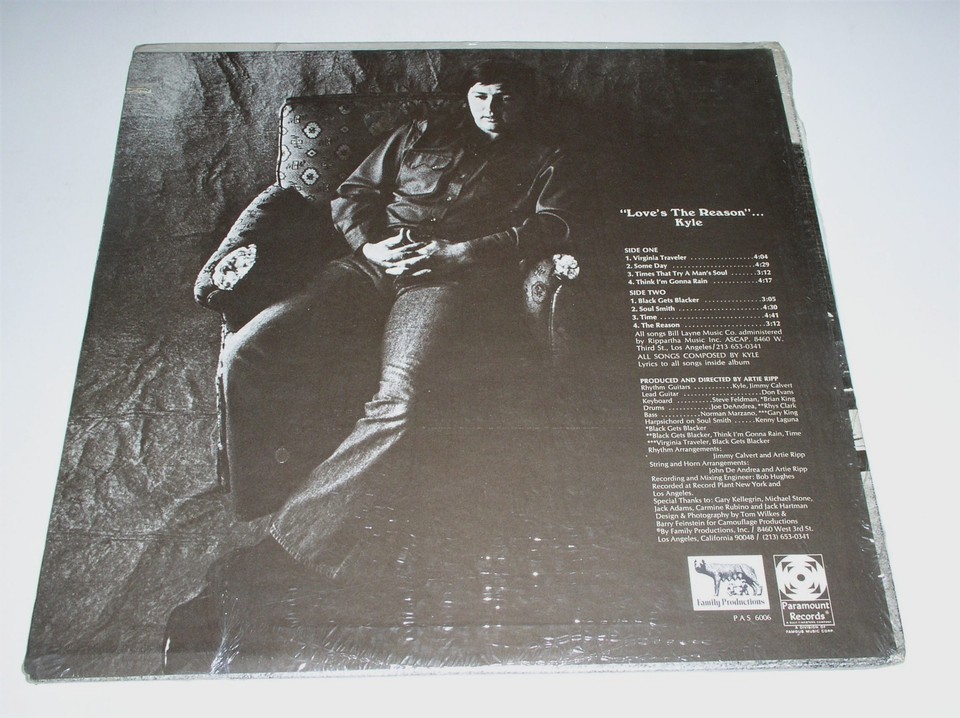 "Love's The Reason"...
Kyle
SIDE ONE
1. Virginia Traveler ..................4:04
2. Some Day .......................4:29
3. Times That Try A Man's Soul .......3:12
4. Think I'm Gonna Rain ............4:17
SIDE TWO
1. Black Gets Blacker ...............3:05
2. Soul Smith ......................4:30
3. Time ............................4:41
4. The Reason ......................3:12
All songs Bill Layne Music Co. administered
by Rippartha Music Inc. ASCAP. 8460 W.
Third St., Los Angeles/213 653-0341
ALL SONGS COMPOSED BY KYLE
Lyrics to all songs inside album
PRODUCED AND DIRECTED BY ARTIE RIPP
Rhythm Guitars ...........Kyle, Jimmy Calvert
Lead Guitar ......................Don Evans
Keyboard .........Steve Feldman, *Brian King
Drums ............Joe DeAndrea, **Rhys Clark
Bass ..........Norman Marzano, ***Gary King
Harpsichord on Soul Smith ......Kenny Laguna
*Black Gets Blacker
**Black Gets Blacker, Think I'm Gonna Rain, Time
***Virginia Traveler, Black Gets Blacker
Rhythm Arrangements:
Jimmy Calvert and Artie Ripp
String and Horn Arrangements:
John De Andrea and Artie Ripp
Recording and Mixing Engineer: Bob Hughes
Recorded at Record Plant New York and
Los Angeles.
Special Thanks to: Gary Kellegrin, Michael Stone,
Jack Adams, Carmine Rubino and Jack Hartman
Design & Photography by Tom Wilkes &
Barry Feinstein for Camouflage Productions
©By Family Productions, Inc. / 8460 West 3rd St.
Los Angeles, California 90048 / (213) 653-0341
Family Productions
Paramount
Records
A DIVISION OF
FAMOUS MUSIC CORP.
PAS 6006